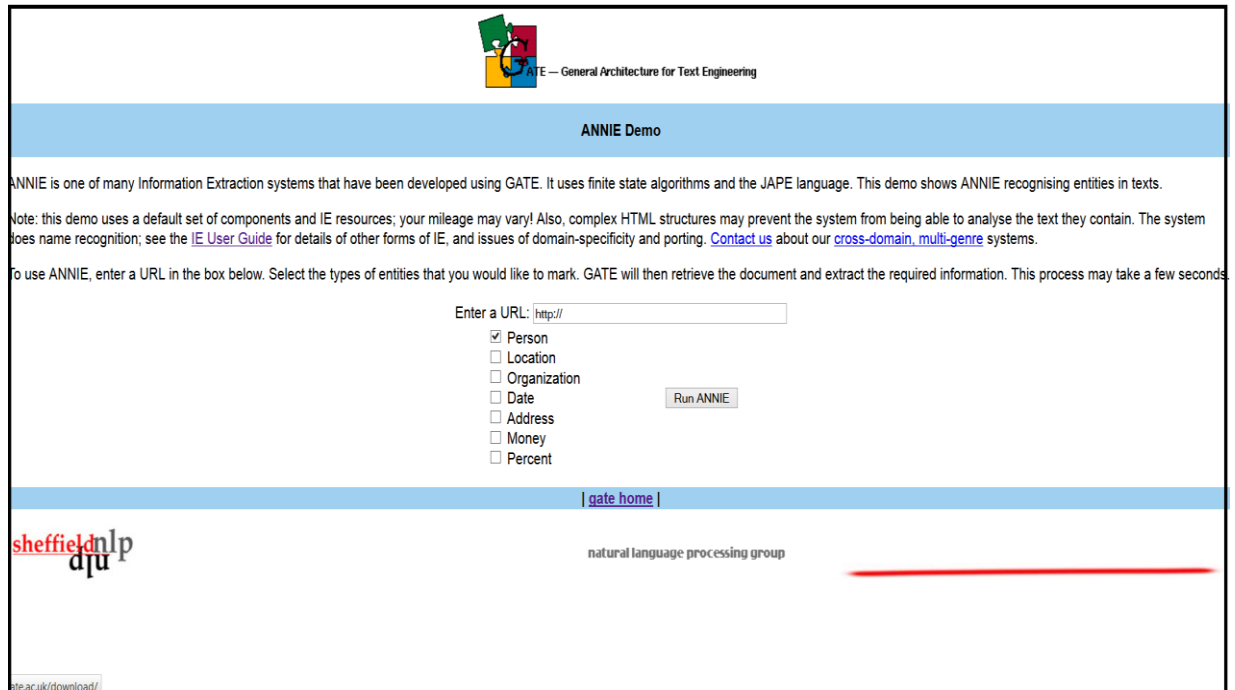 GATE — General Architecture for Text Engineering
ANNIE Demo
ANNIE is one of many Information Extraction systems that have been developed using GATE. It uses finite state algorithms and the JAPE language. This demo shows ANNIE recognising entities in texts.
Note: this demo uses a default set of components and IE resources; your mileage may vary! Also, complex HTML structures may prevent the system from being able to analyse the text they contain. The system
does name recognition; see the IE User Guide for details of other forms of IE, and issues of domain-specificity and porting. Contact us about our cross-domain, multi-genre systems.
To use ANNIE, enter a URL in the box below. Select the types of entities that you would like to mark. GATE will then retrieve the document and extract the required information. This process may take a few seconds.
Enter a URL: http://
Person
Location
Organization
Date
Run ANNIE
Address
Money
Percent
| gate home |
sheffieldnlp
nlp
natural language processing group
ate.ac.uk/download/